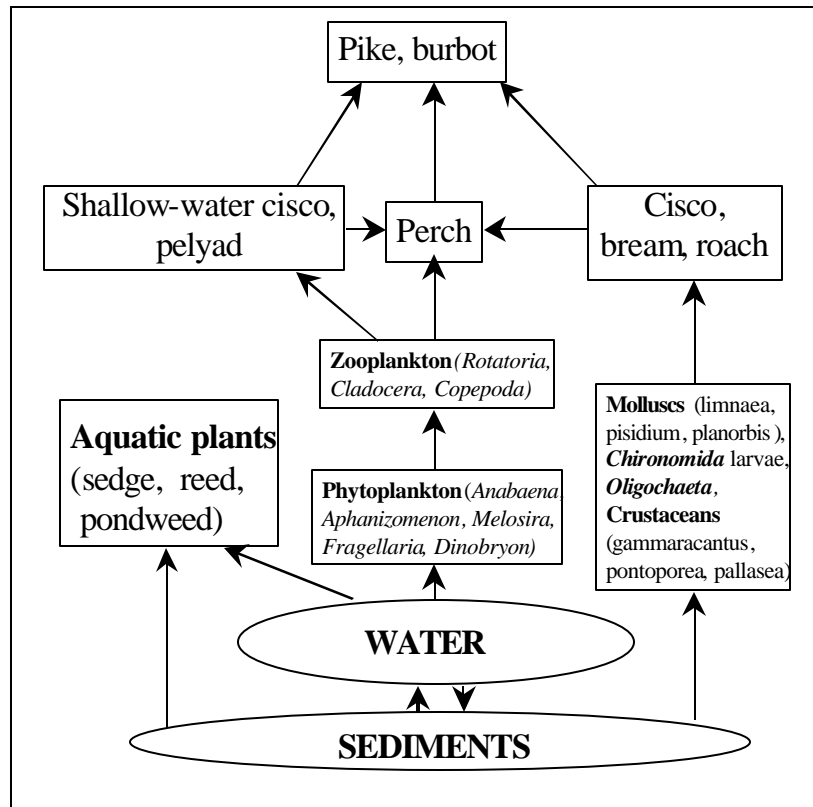 Pike, burbot
Shallow-water cisco,
pelyad
Perch
Cisco,
bream, roach
Zooplankton (Rotatoria,
Cladocera, Copepoda)
Aquatic plants
(sedge, reed,
pondweed)
Phytoplankton (Anabaena,
Aphanizomenon, Melosira,
Fragellaria, Dinobryon)
Molluscs (limnaea,
pisidium, planorbis),
Chironomida larvae,
Oligochaeta,
Crustaceans
(gammaracantus,
pontoporea, pallasea)
WATER
SEDIMENTS